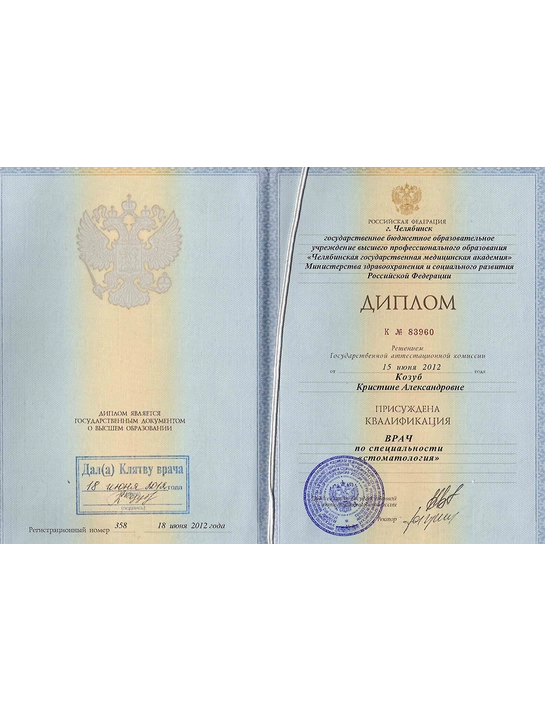 ДИПЛОМ ЯВЛЯЕТСЯ
ГОСУДАРСТВЕННЫМ ДОКУМЕНТОМ
О ВЫСШЕМ ОБРАЗОВАНИИ
Дал(а) Клятву врача
18 июня 2012 года
(подпись)
Регистрационный номер 358 18 июня 2012 года
РОССИЙСКАЯ ФЕДЕРАЦИЯ
г. Челябинск
государственное бюджетное образовательное
учреждение высшего профессионального образования
«Челябинская государственная медицинская академия»
Министерства здравоохранения и социального развития
Российской Федерации
ДИПЛОМ
К № 83960
Решением
Государственной аттестационной комиссии
от 15 июня 2012 года
Козуб
Кристине Александровне
ПРИСУЖДЕНА
КВАЛИФИКАЦИЯ
ВРАЧ
по специальности
«стоматология»
Ректор